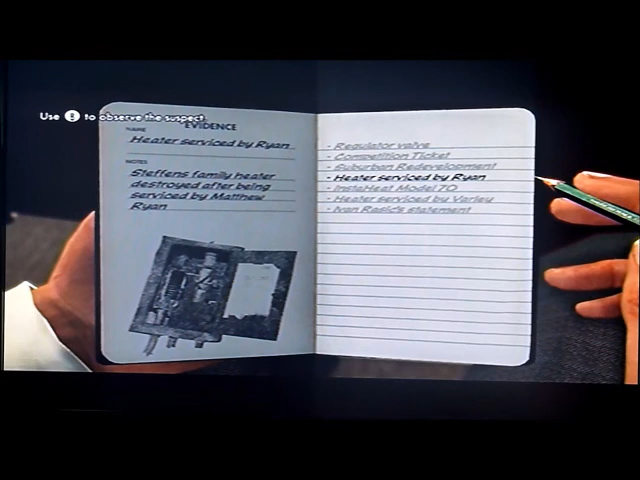 Use R to observe the suspect
EVIDENCE
NAME
Heater serviced by Ryan
NOTES
Steffens family heater
destroyed after being
serviced by Matthew
Ryan
- Regulator valve
- Competition Ticket
- Suburban Redevelopment
- Heater serviced by Ryan
- InstaHeat Model 70
- Heater serviced by Varley
- Ivan Rasic's statement